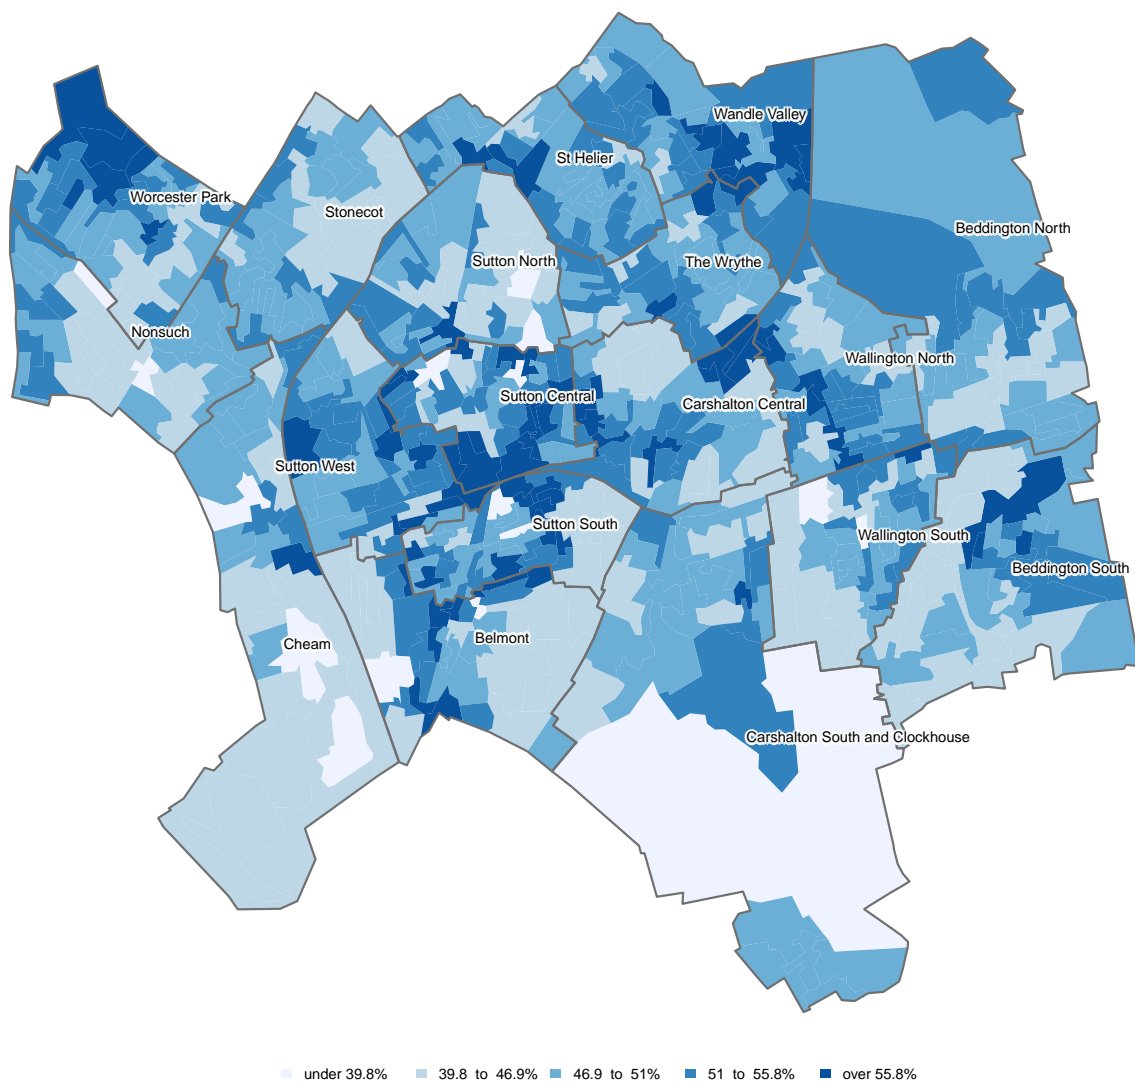 Wandle Valley
St Helier
Worcester Park
Stonecot
Beddington North
Sutton North
The Wrythe
Nonsuch
Wallington North
Sutton Central
Carshalton Central
Sutton West
Sutton South
Wallington South
Beddington South
Cheam
Belmont
Carshalton South and Clockhouse
under 39.8% 39.8 to 46.9% 46.9 to 51% 51 to 55.8% over 55.8%